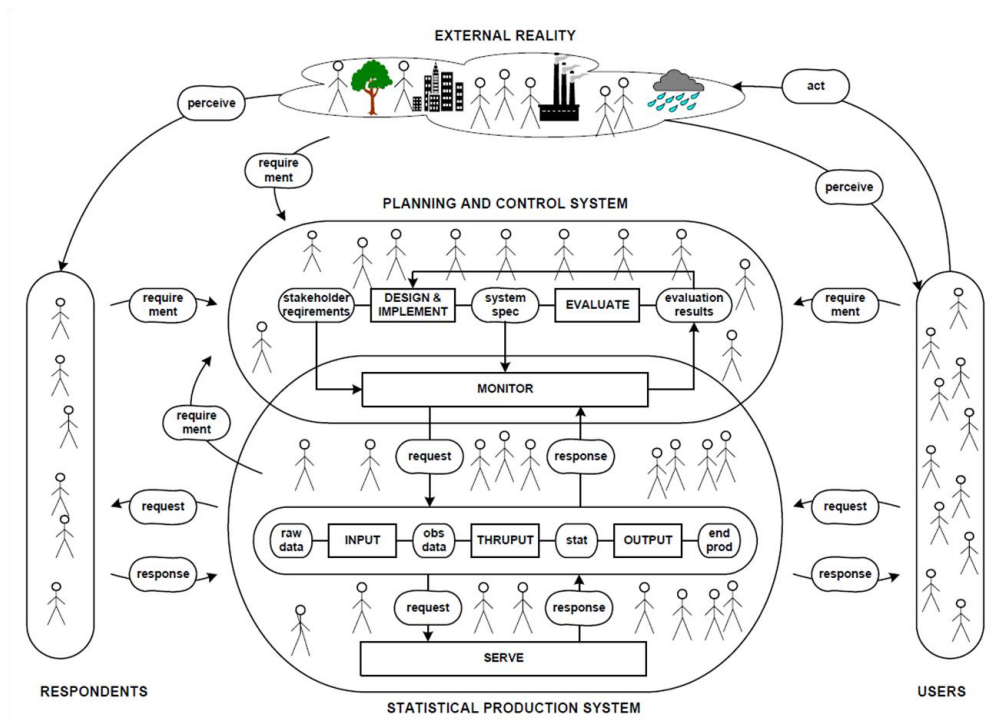 EXTERNAL REALITY
perceive
act
require
ment
perceive
PLANNING AND CONTROL SYSTEM
stakeholder
reqirements
DESIGN &
IMPLEMENT
system
spec
EVALUATE
evaluation
results
require
ment
require
ment
MONITOR
require
ment
request
response
request
request
raw
data
INPUT
obs
data
THRUPUT
stat
OUTPUT
end
prod
response
response
request
response
SERVE
RESPONDENTS
USERS
STATISTICAL PRODUCTION SYSTEM